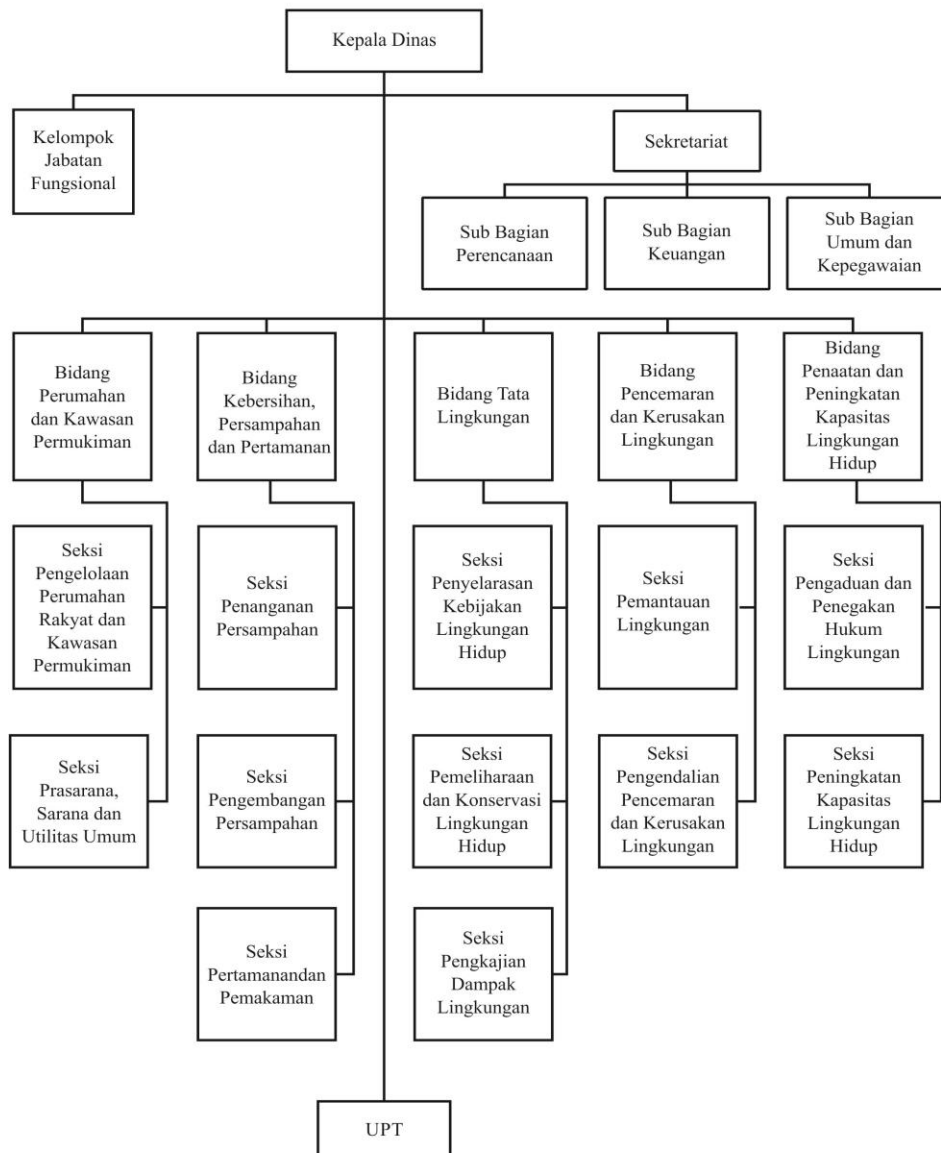 Kepala Dinas
Kelompok
Jabatan
Fungsional
Sekretariat
Sub Bagian
Perencanaan
Sub Bagian
Keuangan
Sub Bagian
Umum dan
Kepegawaian
Bidang
Perumahan
dan Kawasan
Permukiman
Bidang
Kebersihan,
Persampahan
dan Pertamanan
Bidang Tata
Lingkungan
Bidang
Pencemaran
dan Kerusakan
Lingkungan
Bidang
Penaatan dan
Peningkatan
Kapasitas
Lingkungan
Hidup
Seksi
Pengelolaan
Perumahan
Rakyat dan
Kawasan
Permukiman
Seksi
Penanganan
Persampahan
Seksi
Penyelarasan
Kebijakan
Lingkungan
Hidup
Seksi
Pemantauan
Lingkungan
Seksi
Pengaduan dan
Penegakan
Hukum
Lingkungan
Seksi
Prasarana,
Sarana dan
Utilitas Umum
Seksi
Pengembangan
Persampahan
Seksi
Pemeliharaan
dan Konservasi
Lingkungan
Hidup
Seksi
Pengendalian
Pencemaran
dan Kerusakan
Lingkungan
Seksi
Peningkatan
Kapasitas
Lingkungan
Hidup
Seksi
Pertamanandan
Pemakaman
Seksi
Pengkajian
Dampak
Lingkungan
UPT